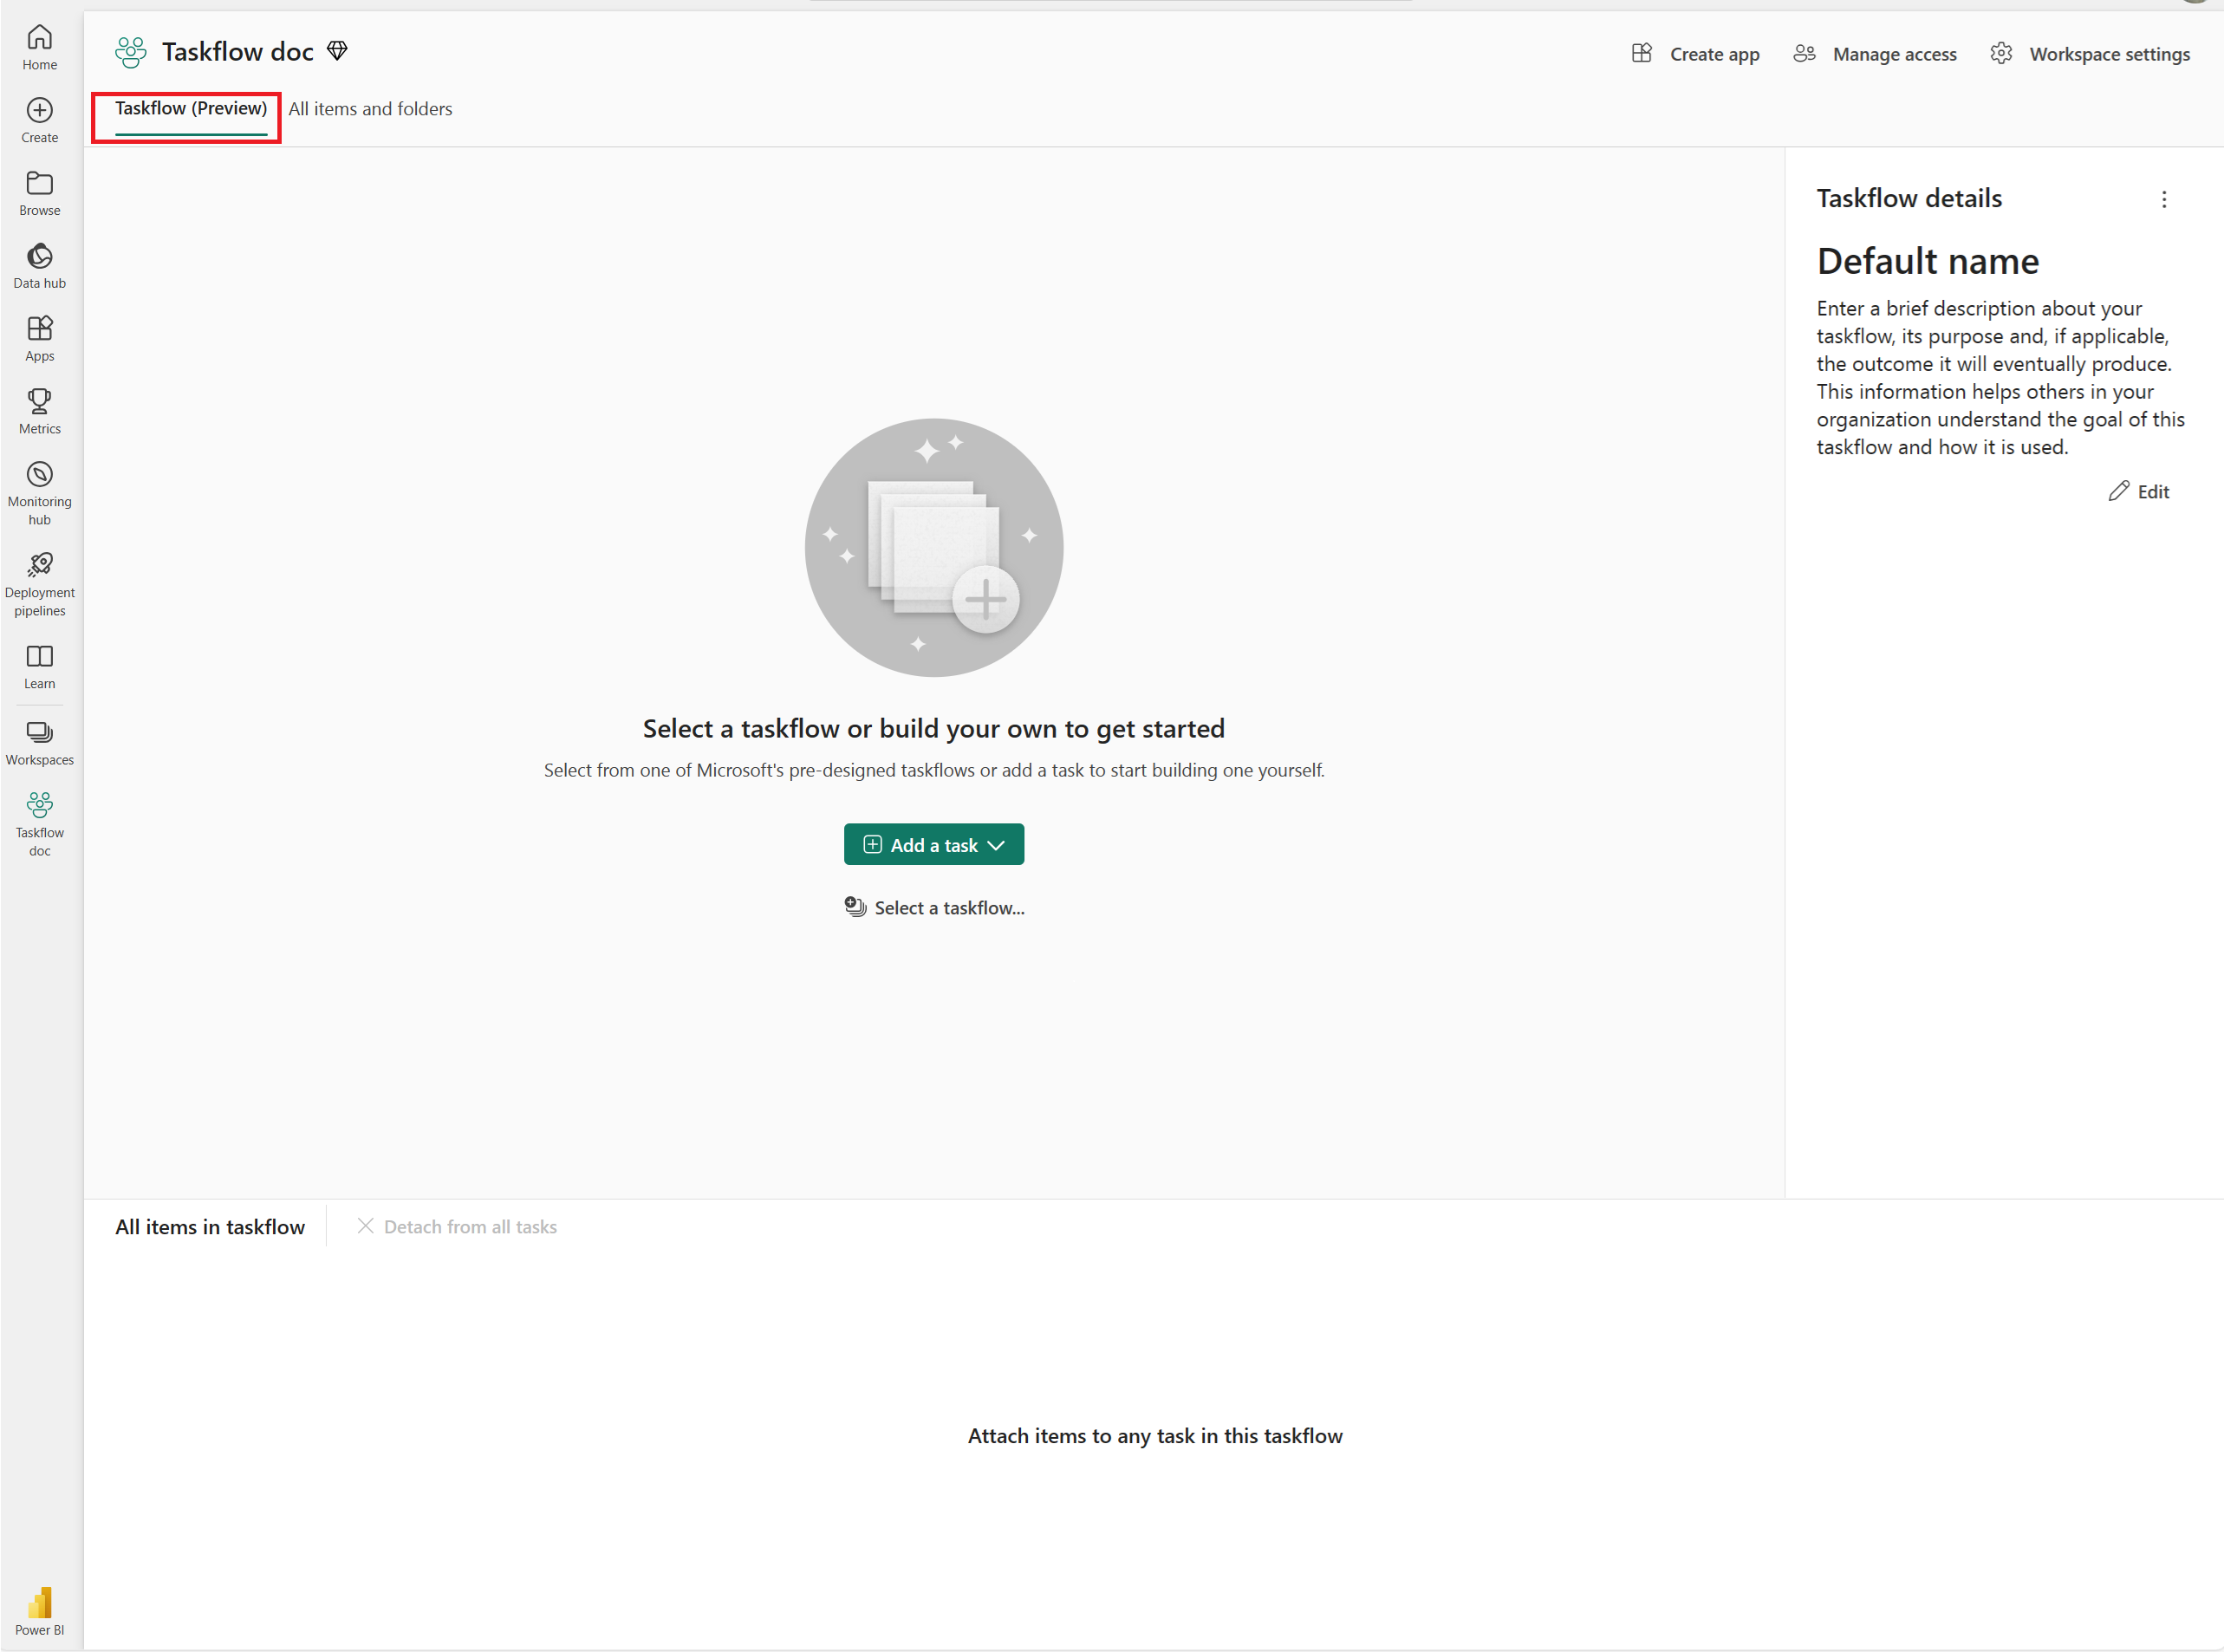 Home
Create
Browse
Data hub
Apps
Metrics
Monitoring
hub
Deployment
pipelines
Learn
Workspaces
Taskflow
doc
Power BI
Taskflow doc
Create app
Manage access
Workspace settings
Taskflow (Preview)
All items and folders
Select a taskflow or build your own to get started
Select from one of Microsoft's pre-designed taskflows or add a task to start building one yourself.
Add a task
Select a taskflow...
Taskflow details
Default name
Enter a brief description about your
taskflow, its purpose and, if applicable,
the outcome it will eventually produce.
This information helps others in your
organization understand the goal of this
taskflow and how it is used.
Edit
All items in taskflow
Detach from all tasks
Attach items to any task in this taskflow